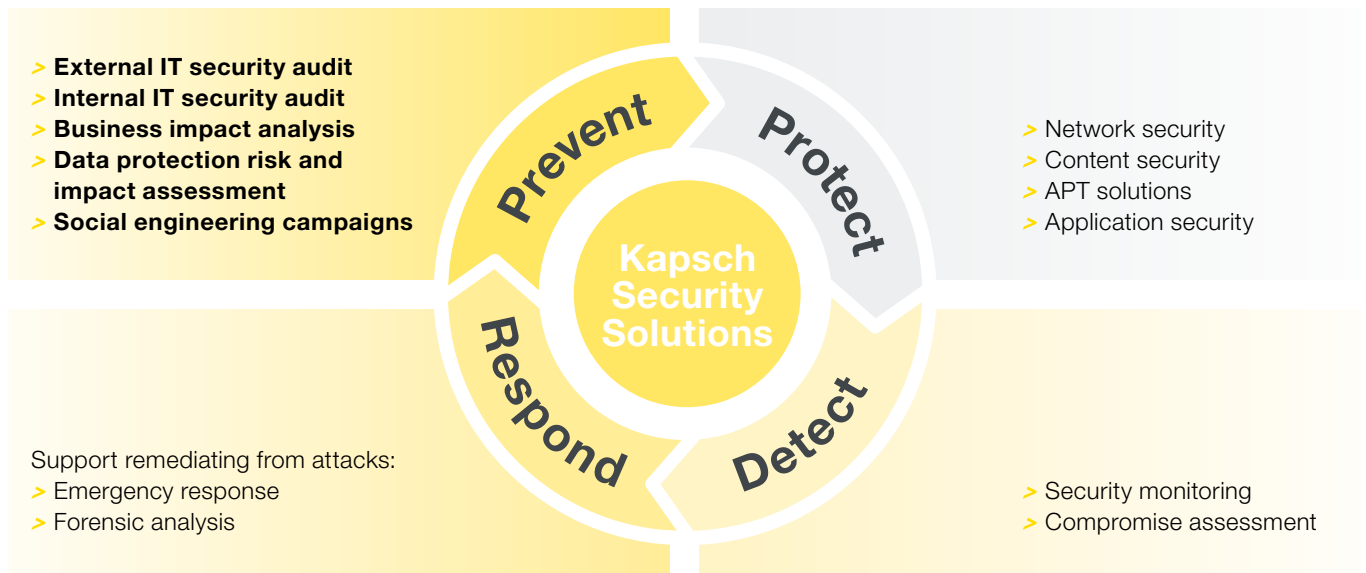 > External IT security audit
> Internal IT security audit
> Business impact analysis
> Data protection risk and
impact assessment
> Social engineering campaigns
Prevent
Protect
> Network security
> Content security
> APT solutions
> Application security
Kapsch
Security
Solutions
Respond
Support remediating from attacks:
> Emergency response
> Forensic analysis
Detect
> Security monitoring
> Compromise assessment